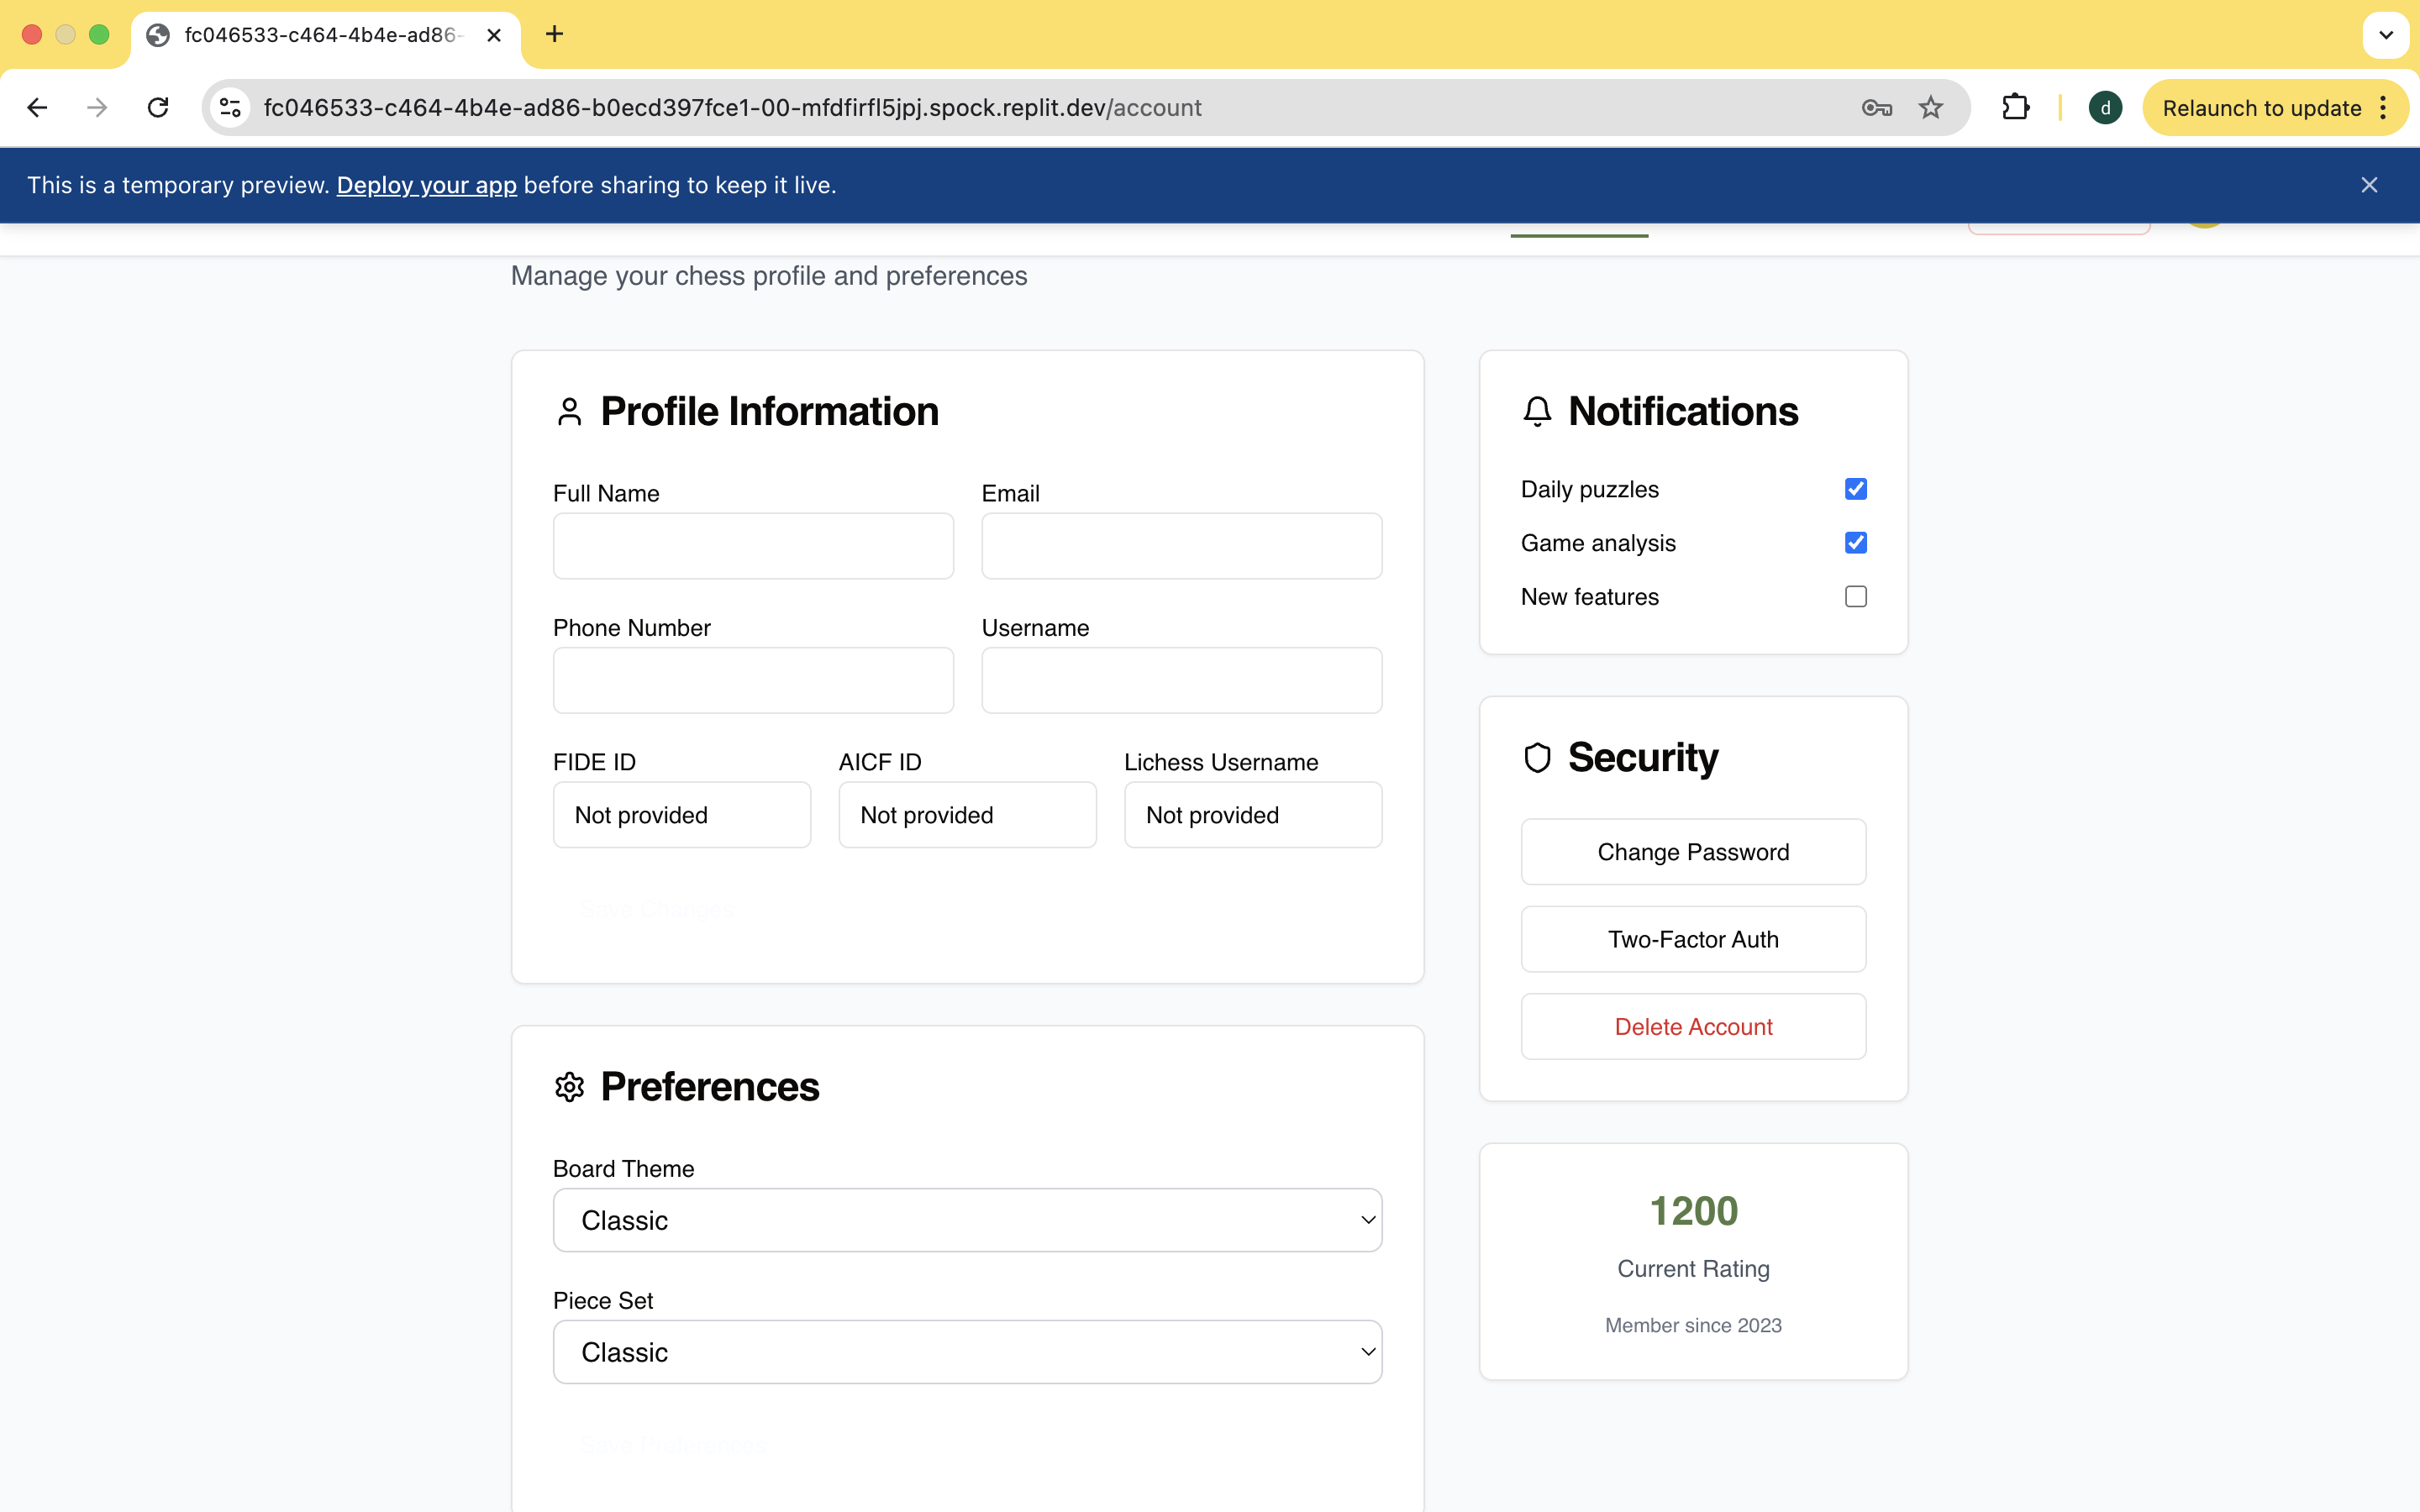 fc046533-c464-4b4e-ad86-
fc046533-c464-4b4e-ad86-b0ecd397fce1-00-mfdfirfl5jpj.spock.replit.dev/account
d
Relaunch to update
This is a temporary preview. Deploy your app before sharing to keep it live.
Manage your chess profile and preferences
Profile Information
Full Name
Email
Phone Number
Username
FIDE ID
AICF ID
Lichess Username
Not provided
Not provided
Not provided
Save Changes
Preferences
Board Theme
Classic
Piece Set
Classic
Save Preferences
Notifications
Daily puzzles
Game analysis
New features
Security
Change Password
Two-Factor Auth
Delete Account
1200
Current Rating
Member since 2023